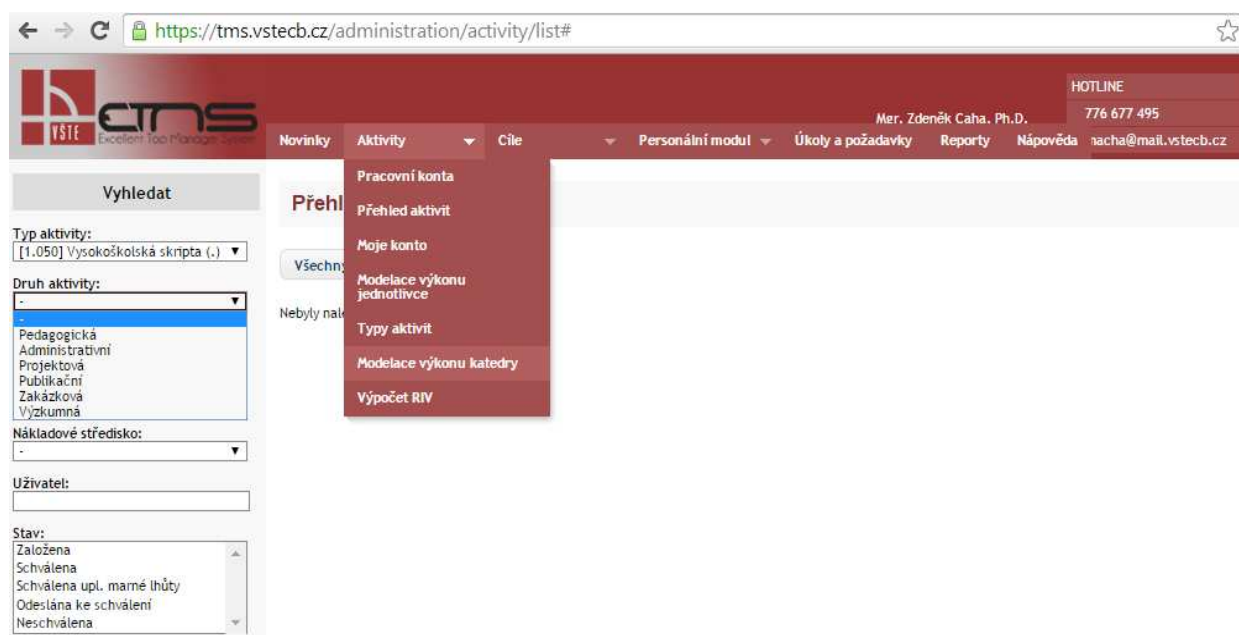 https://tms.vstecb.cz/administration/activity/list#
HOTLINE
Mgr. Zdeněk Caha, Ph.D.
776 677 495
VŠTE
etms
Excellent Top Manager System
Novinky Aktivity Cíle Personální modul Úkoly a požadavky Reporty Nápověda macha@mail.vstecb.cz
Vyhledat
Typ aktivity:
[1.050] Vysokoškolská skripta (.)
Druh aktivity:
-
-
Pedagogická
Administrativní
Projektová
Publikační
Zakázková
Výzkumná
Nákladové středisko:
-
Uživatel:
Stav:
Založena
Schválena
Schválena upl. marné lhůty
Odeslána ke schválení
Neschválena
Pracovní konta
Přehled aktivit
Moje konto
Modelace výkonu
jednotlivce
Typy aktivit
Modelace výkonu katedry
Výpočet RIV
Přehl
Všechn
Nebyly nal